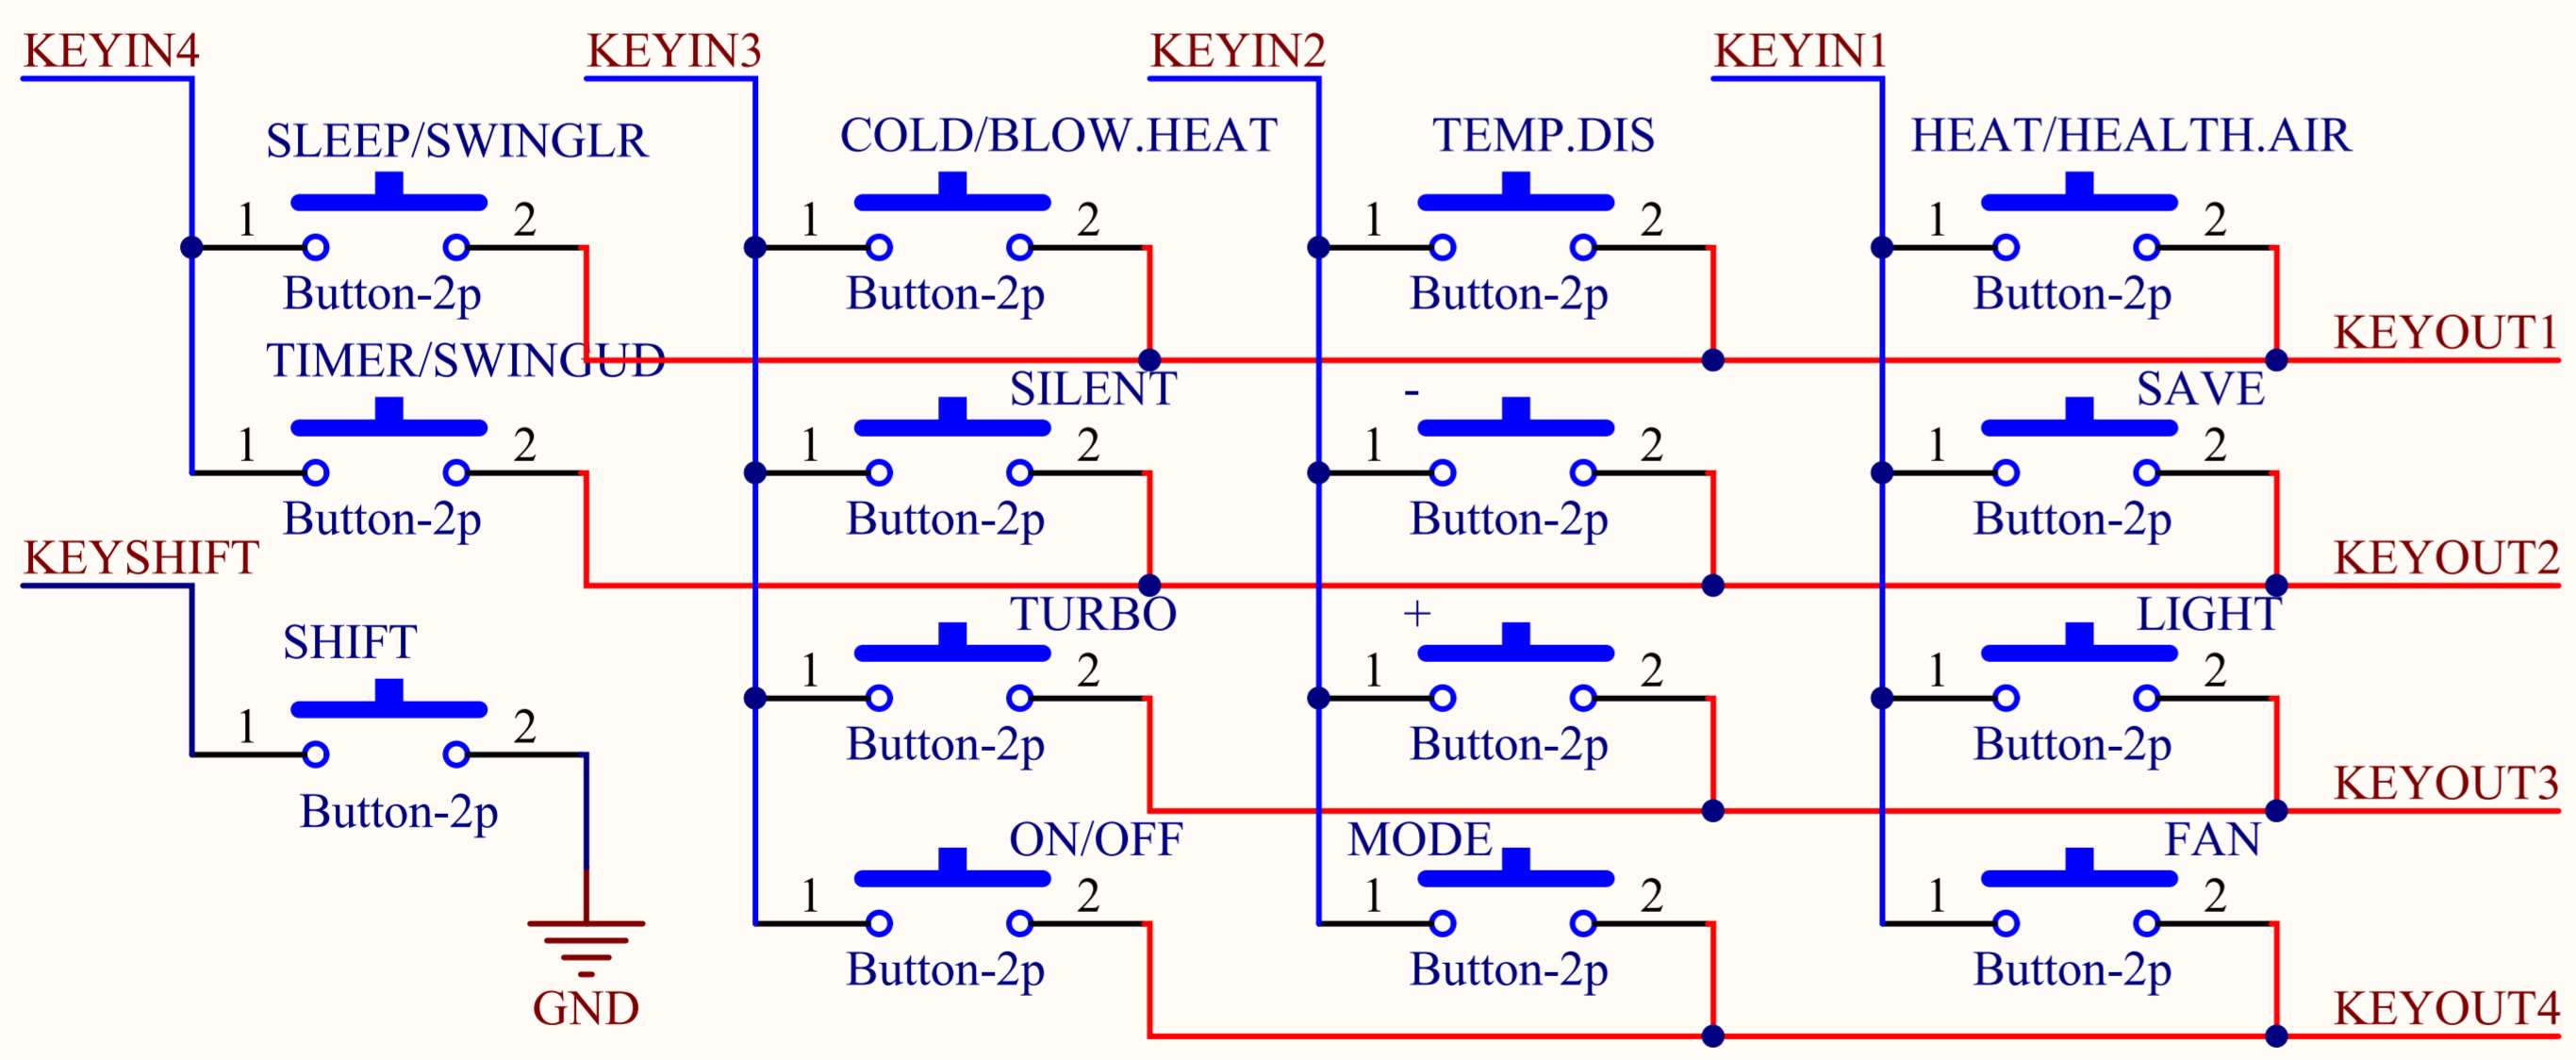 KEYIN4 KEYIN3 KEYIN2 KEYIN1
SLEEP/SWINGLR COLD/BLOW.HEAT TEMP.DIS HEAT/HEALTH.AIR
1 2 1 2 1 2 1 2
Button-2p Button-2p Button-2p Button-2p
KEYOUT1
TIMER/SWINGUD SILENT - SAVE
1 2 1 2 1 2 1 2
Button-2p Button-2p Button-2p Button-2p
KEYSHIFT KEYOUT2
SHIFT TURBO + LIGHT
1 2 1 2 1 2 1 2
Button-2p Button-2p Button-2p Button-2p
KEYOUT3
ON/OFF MODE FAN
1 2 1 2 1 2
Button-2p Button-2p Button-2p
GND KEYOUT4